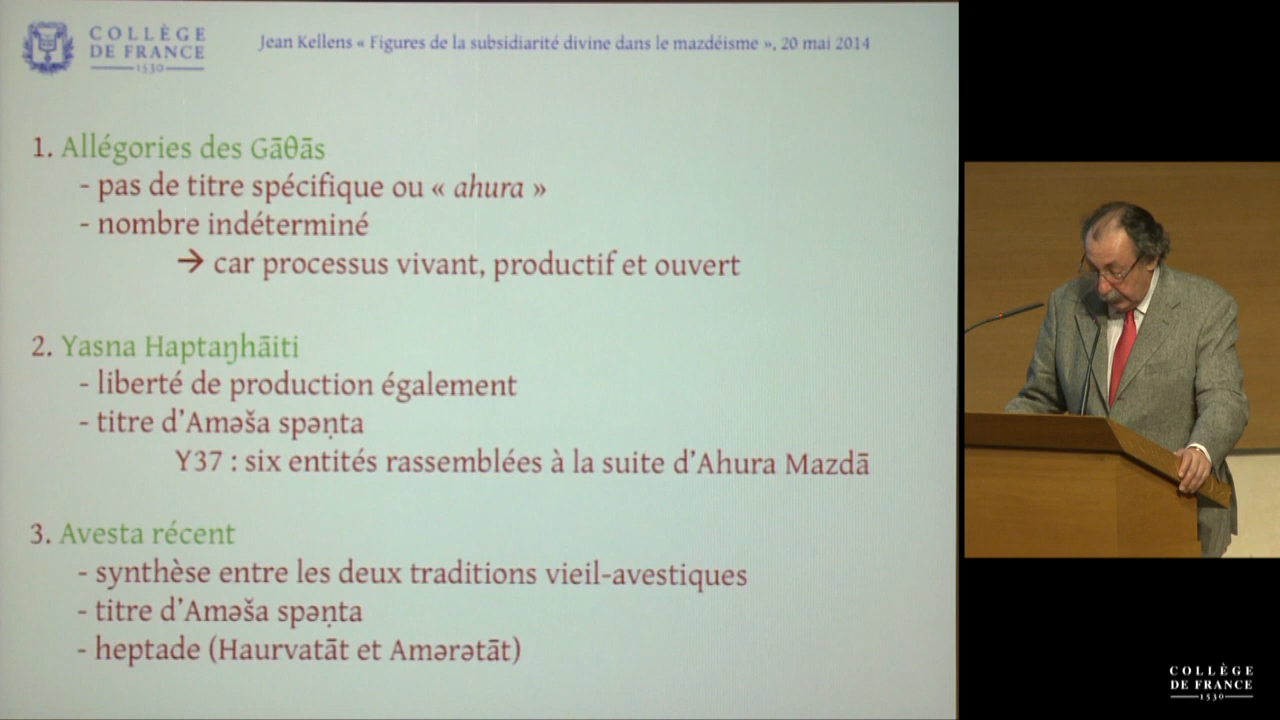 COLLÈGE
DE FRANCE
1530
Jean Kellens « Figures de la subsidiarité divine dans le mazdéisme », 20 mai 2014
1. Allégories des Gāθās
- pas de titre spécifique ou « ahura »
- nombre indéterminé
→ car processus vivant, productif et ouvert
2. Yasna Haptaŋhāiti
- liberté de production également
- titre d’Aməša spəṇta
Y37 : six entités rassemblées à la suite d’Ahura Mazdā
3. Avesta récent
- synthèse entre les deux traditions vieil-avestiques
- titre d’Aməša spəṇta
- heptade (Haurvatāt et Amərətāt)
COLLÈGE
DE FRANCE
1530